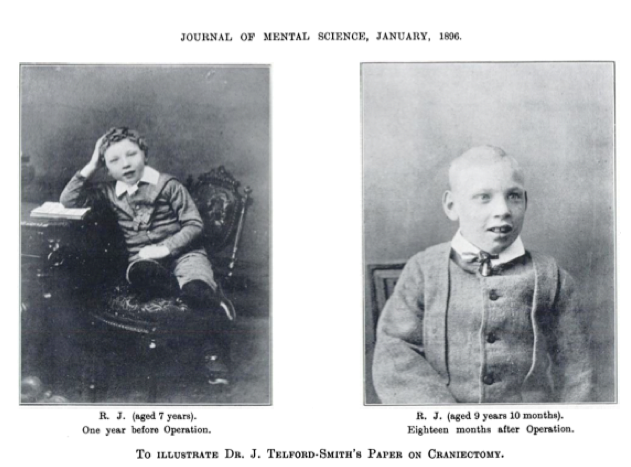 JOURNAL OF MENTAL SCIENCE, JANUARY, 1896.
R. J. (aged 7 years).
One year before Operation.
R. J. (aged 9 years 10 months).
Eighteen months after Operation.
TO ILLUSTRATE DR. J. TELFORD-SMITH'S PAPER ON CRANIECTOMY.